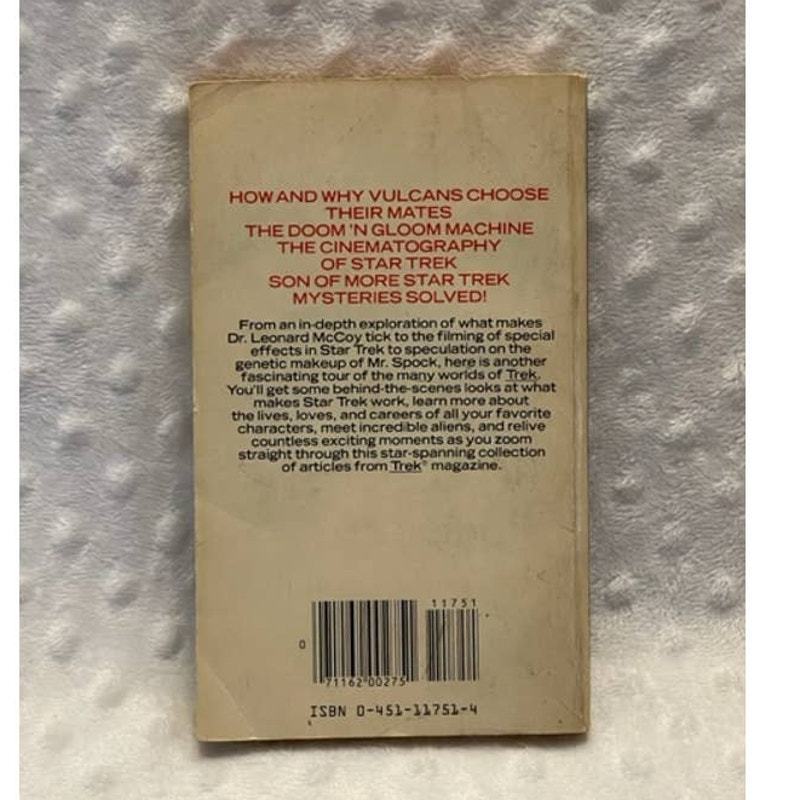 HOW AND WHY VULCANS CHOOSE
THEIR MATES
THE DOOM 'N GLOOM MACHINE
THE CINEMATOGRAPHY
OF STAR TREK
SON OF MORE STAR TREK
MYSTERIES SOLVED!
From an in-depth exploration of what makes
Dr. Leonard McCoy tick to the filming of special
effects in Star Trek to speculation on the
genetic makeup of Mr. Spock, here is another
fascinating tour of the many worlds of Trek.
You'll get some behind-the-scenes looks at what
makes Star Trek work, learn more about
the lives, loves, and careers of all your favorite
characters, meet incredible aliens, and relive
countless exciting moments as you zoom
straight through this star-spanning collection
of articles from Trek® magazine.
11751
0
71162 00275
ISBN 0-451-11751-4